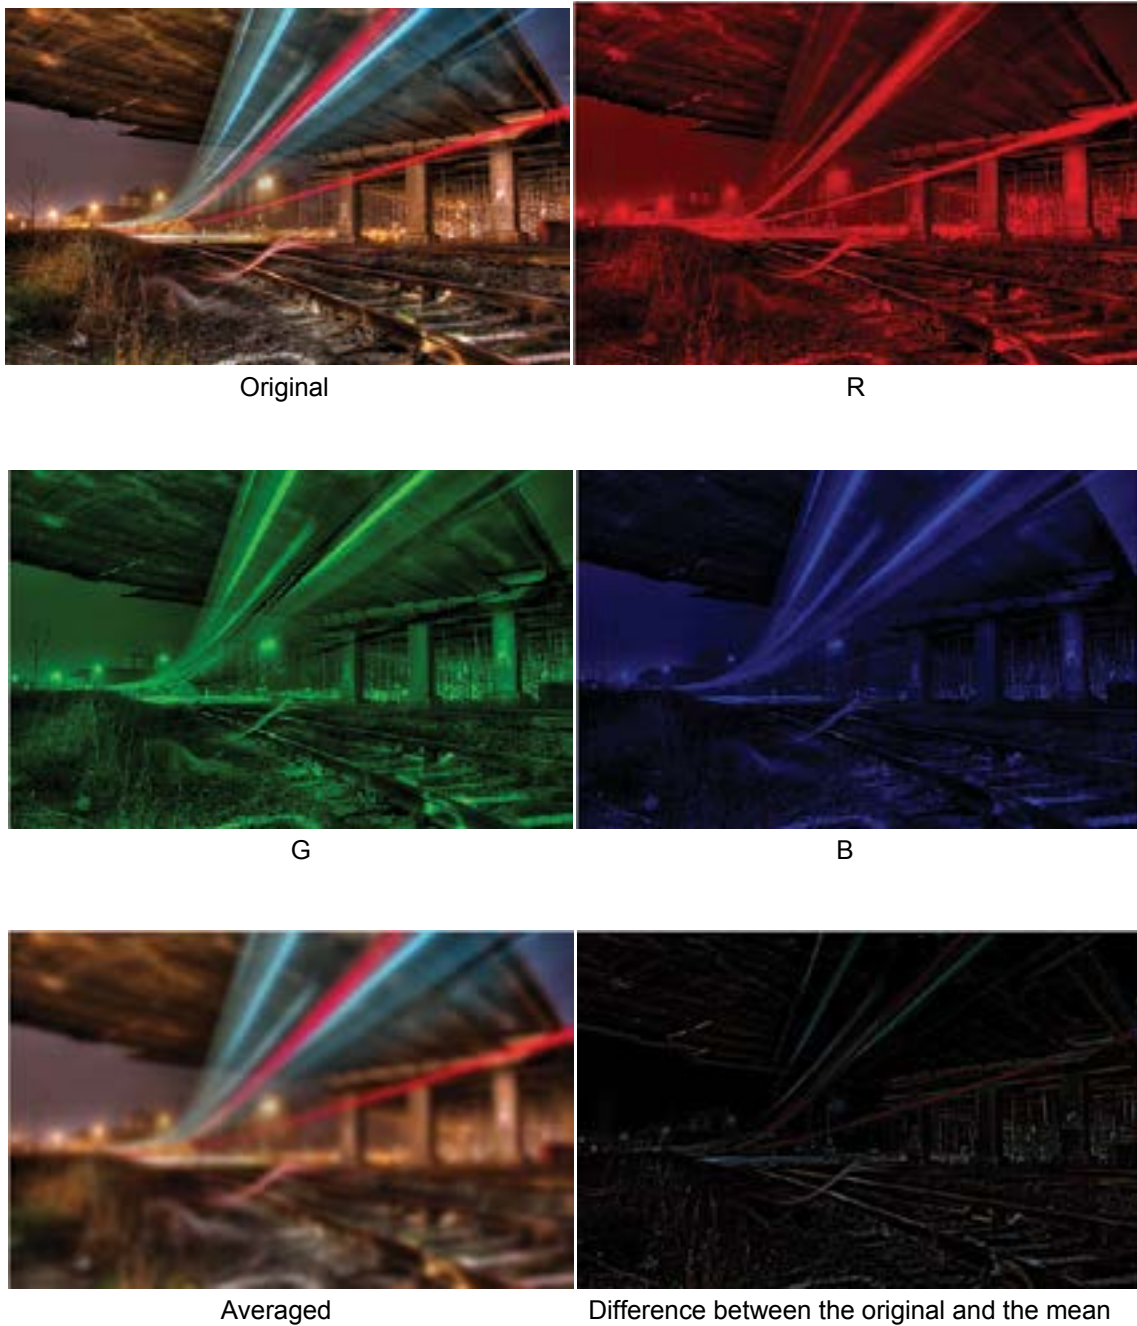 Original
R
G
B
Averaged
Difference between the original and the mean